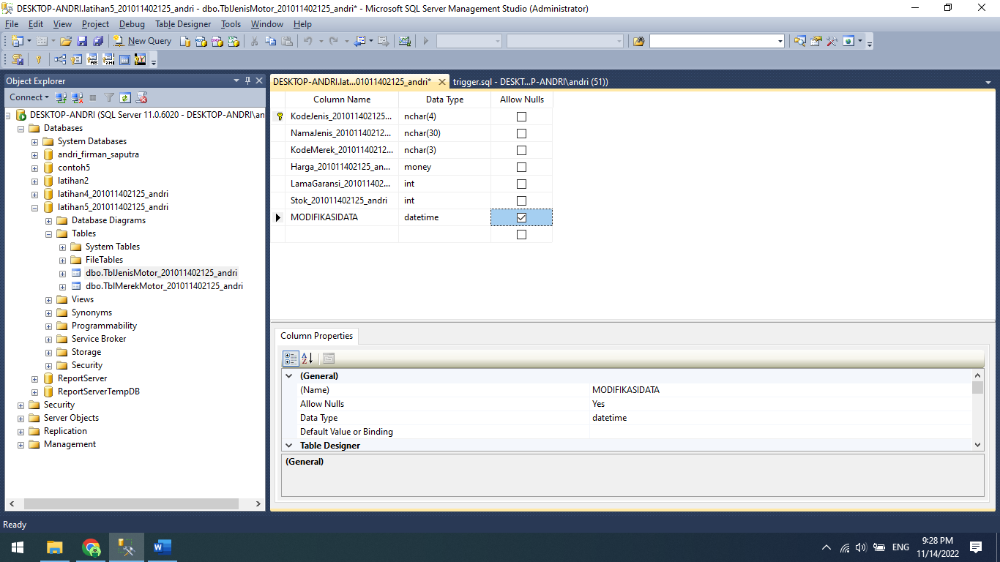 DESKTOP-ANDRI.latihan5_201011402125_andri - dbo.TblJenisMotor_201011402125_andri* - Microsoft SQL Server Management Studio (Administrator)
File Edit View Project Debug Table Designer Tools Window Help
New Query
Object Explorer
Connect
DESKTOP-ANDRI (SQL Server 11.0.6020 - DESKTOP-ANDRI\an
Databases
System Databases
andri_firman_saputra
contoh5
latihan2
latihan4_201011402125_andri
latihan5_201011402125_andri
Database Diagrams
Tables
System Tables
FileTables
dbo.TblJenisMotor_201011402125_andri
dbo.TblMerekMotor_201011402125_andri
Views
Synonyms
Programmability
Service Broker
Storage
Security
ReportServer
ReportServerTempDB
Security
Server Objects
Replication
Management
DESKTOP-ANDRI.lat...01011402125_andri* trigger.sql - DESKT...P-ANDRI\andri (51))
Column Name Data Type Allow Nulls
KodeJenis_201011402125... nchar(4)
NamaJenis_20101140212... nchar(30)
KodeMerek_20101140212... nchar(3)
Harga_201011402125_an... money
LamaGaransi_201011402... int
Stok_201011402125_andri int
MODIFIKASIDATA datetime
Column Properties
(General)
(Name) MODIFIKASIDATA
Allow Nulls Yes
Data Type datetime
Default Value or Binding
Table Designer
(General)
Ready
ENG
9:28 PM
11/14/2022